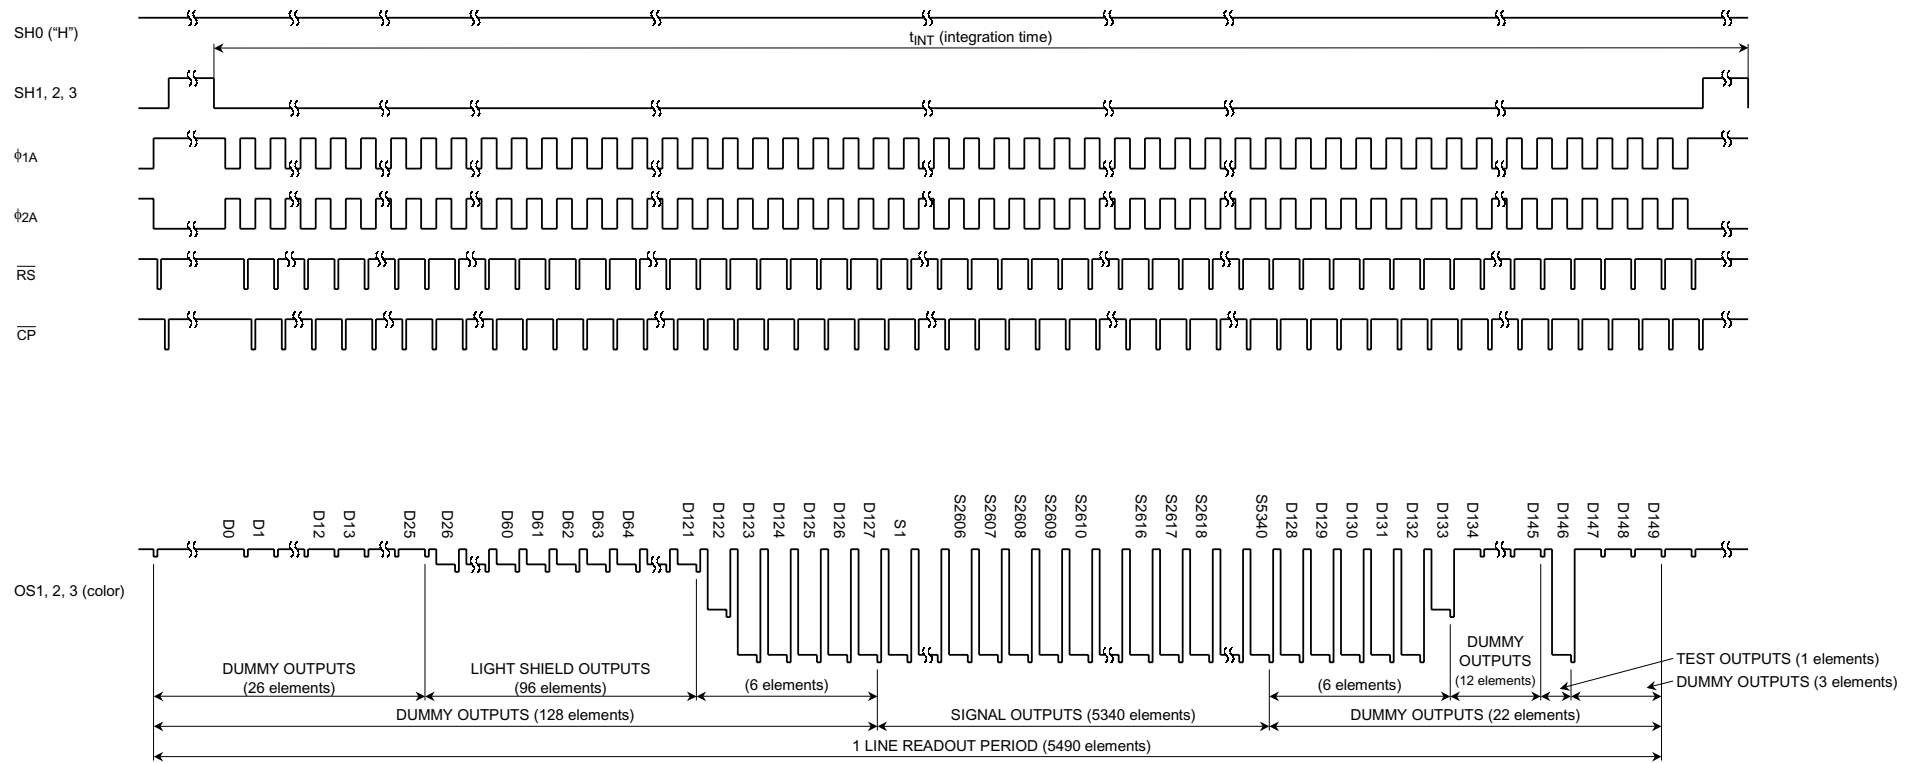 SH0 (“H”)
tINT (integration time)
SH1, 2, 3
ϕ1A
ϕ2A
RS
CP
D0
D1
D12
D13
D25
D26
D60
D61
D62
D63
D64
D121
D122
D123
D124
D125
D126
D127
S1
S2606
S2607
S2608
S2609
S2610
S2616
S2617
S2618
S5340
D128
D129
D130
D131
D132
D133
D134
D145
D146
D147
D148
D149
OS1, 2, 3 (color)
DUMMY OUTPUTS
(26 elements)
LIGHT SHIELD OUTPUTS
(96 elements)
(6 elements)
(6 elements)
DUMMY
OUTPUTS
(12 elements)
TEST OUTPUTS (1 elements)
DUMMY OUTPUTS (3 elements)
DUMMY OUTPUTS (128 elements)
SIGNAL OUTPUTS (5340 elements)
DUMMY OUTPUTS (22 elements)
1 LINE READOUT PERIOD (5490 elements)